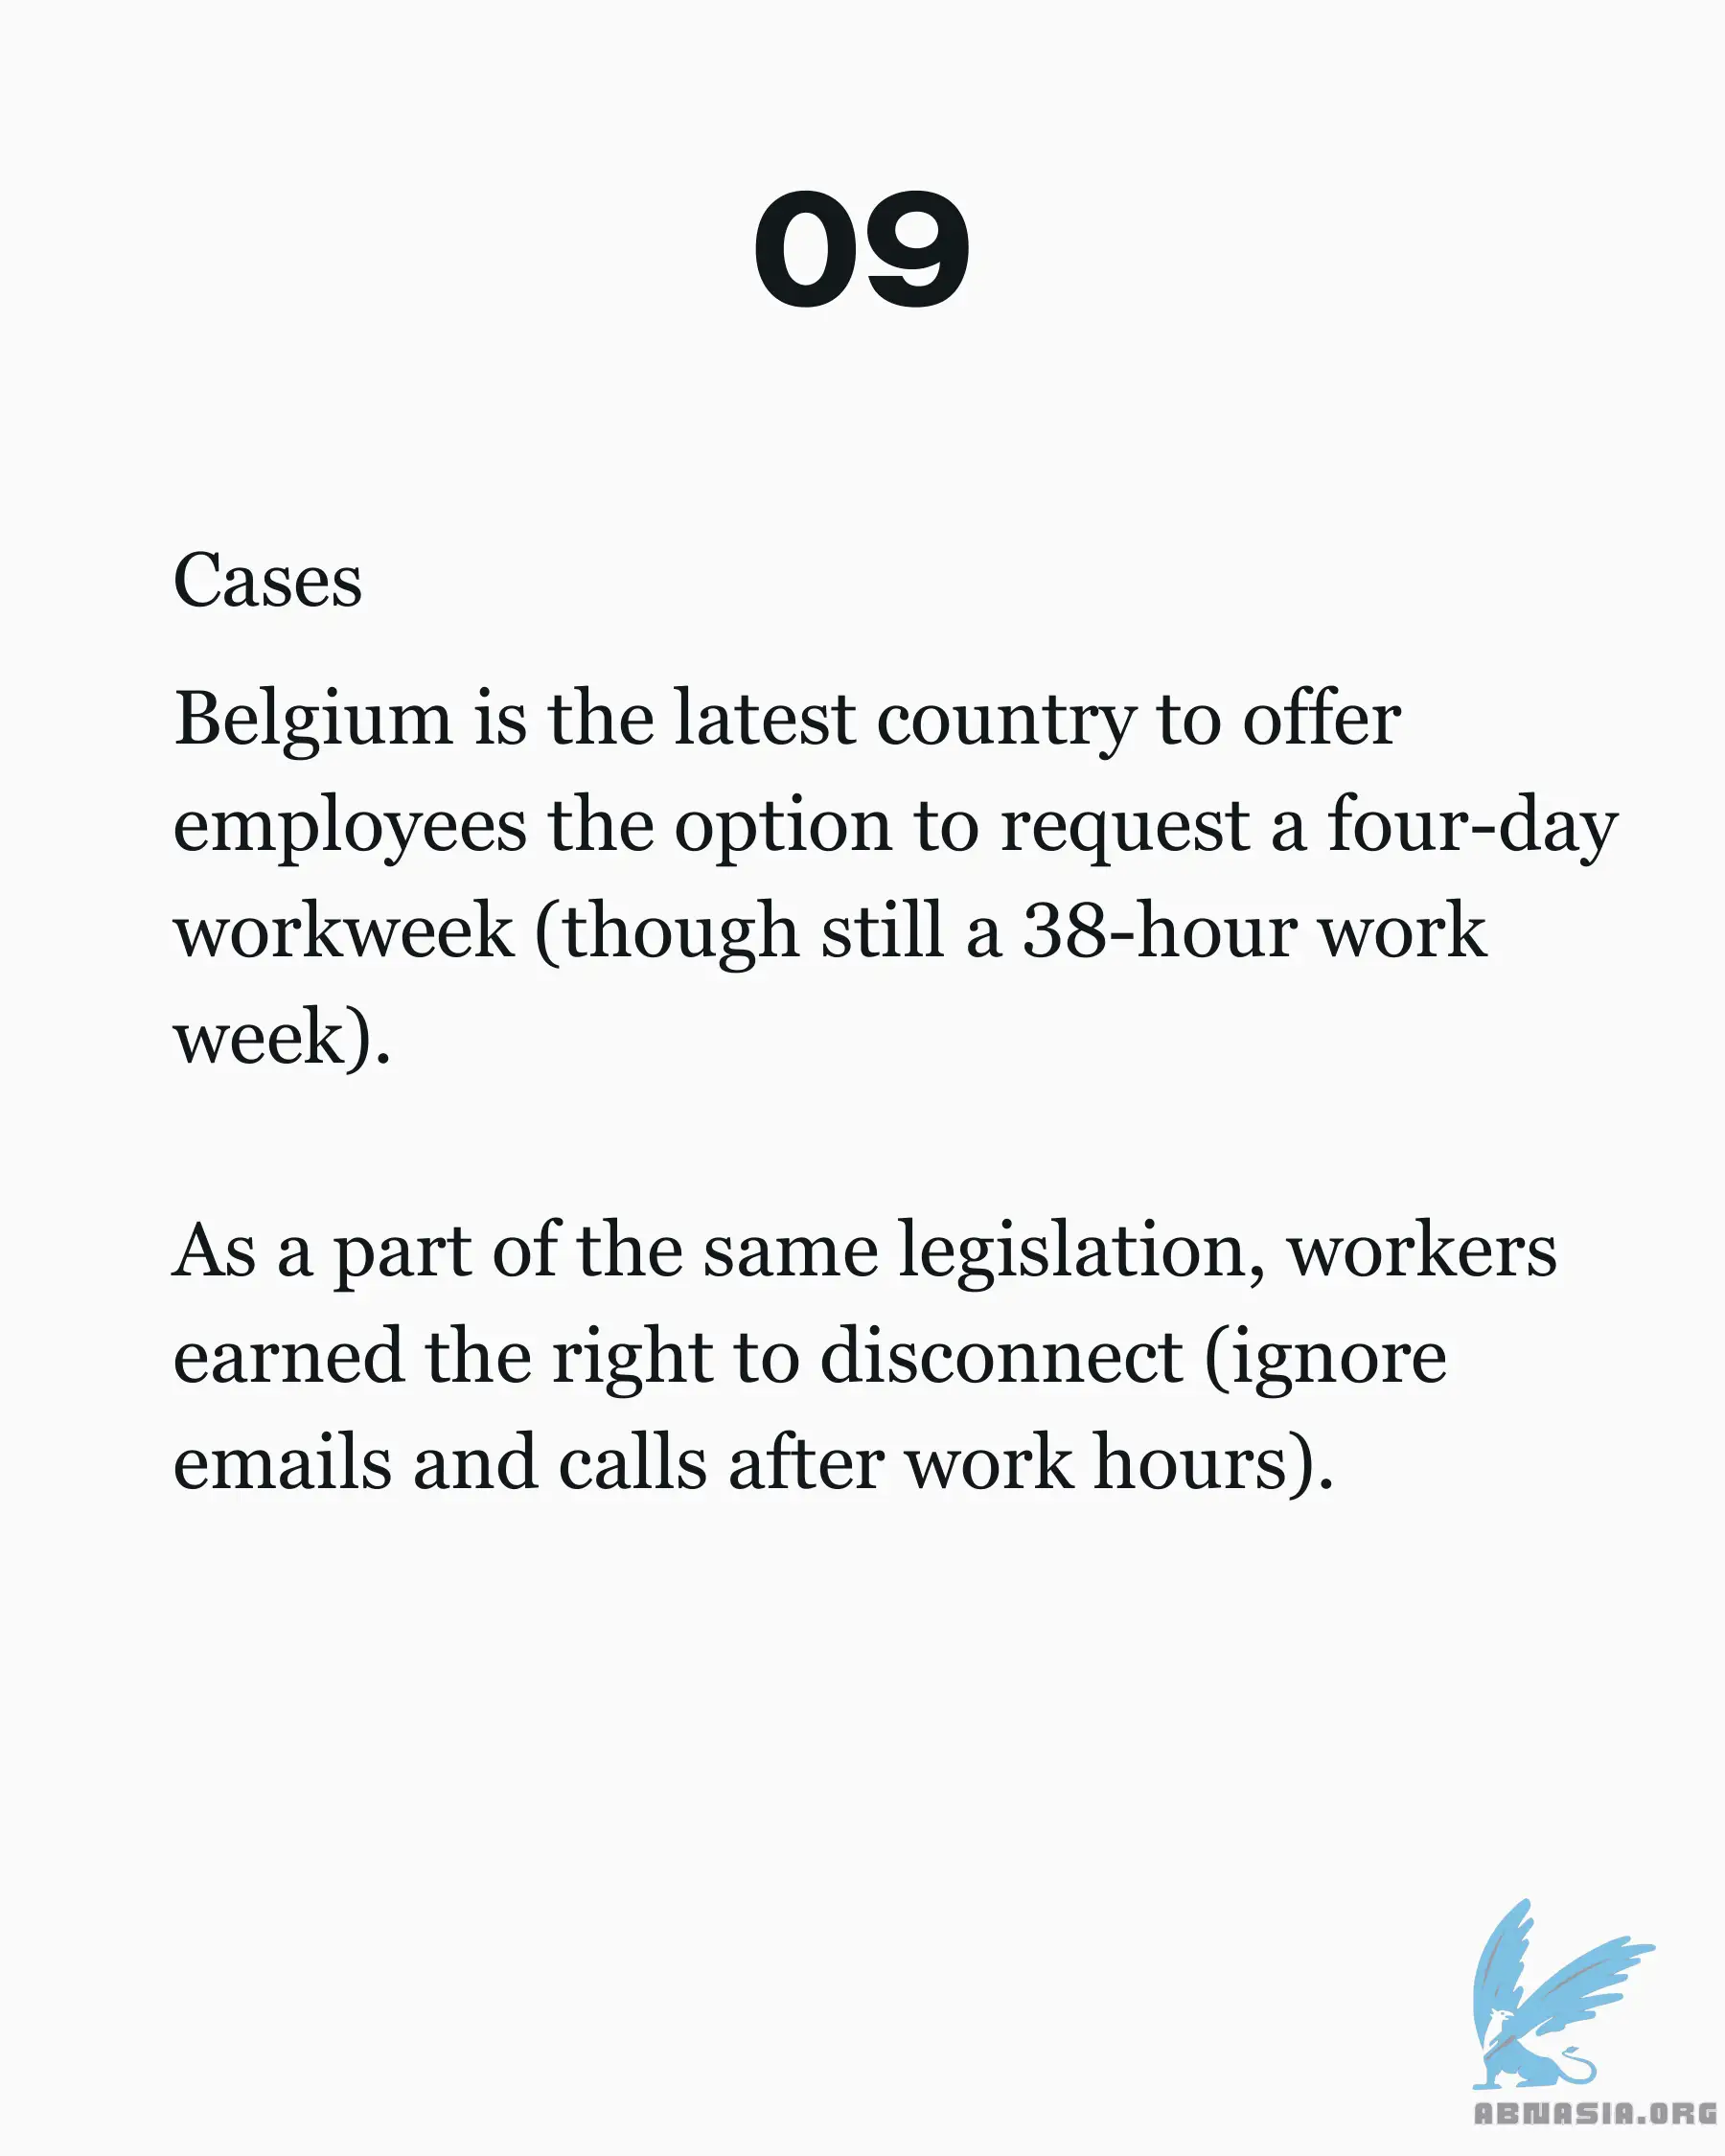 09
Cases
Belgium is the latest country to offer
employees the option to request a four-day
workweek (though still a 38-hour work
week).
As a part of the same legislation, workers
earned the right to disconnect (ignore
emails and calls after work hours).
ABNASIA.ORG